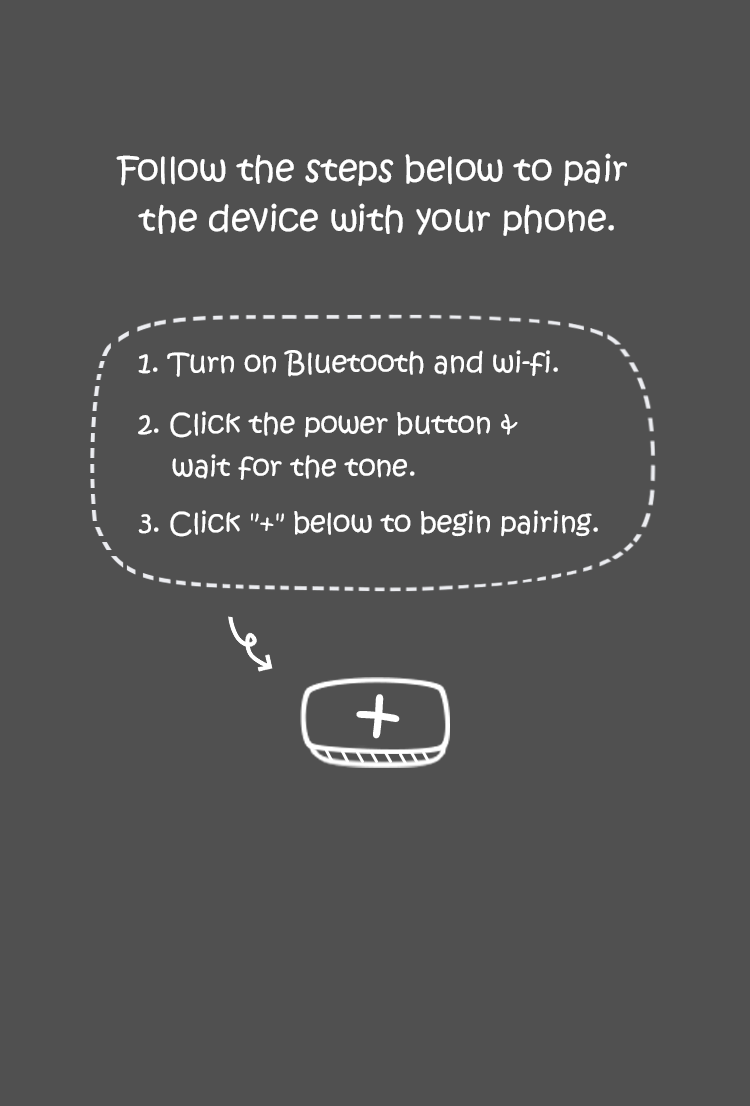 Follow the steps below to pair
the device with your phone.
1. Turn on Bluetooth and wi-fi.
2. Click the power button &
wait for the tone.
3. Click "+" below to begin pairing.
+